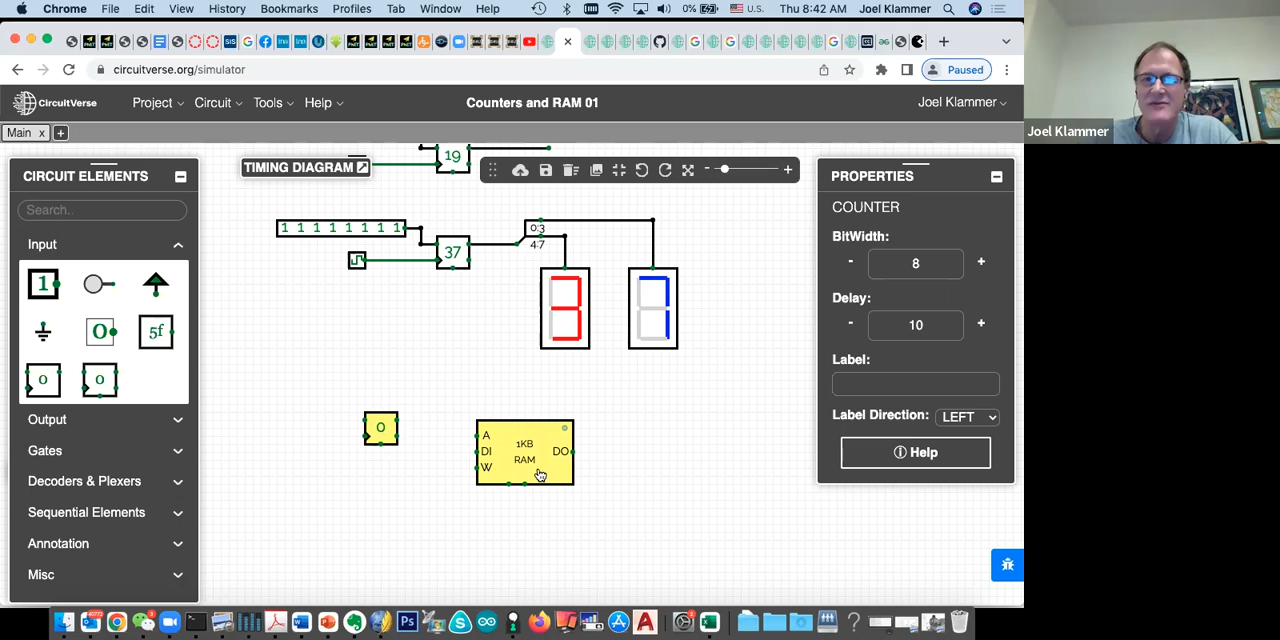 Chrome File Edit View History Bookmarks Profiles Tab Window Help 0% U.S. Thu 8:42 AM Joel Klammer
circuitverse.org/simulator Paused
CircuitVerse Project Circuit Tools Help Counters and RAM 01 Joel Klammer
Joel Klammer
Main x +
CIRCUIT ELEMENTS
Search..
Input
1
O 5f
0 0
Output
Gates
Decoders & Plexers
Sequential Elements
Annotation
Misc
TIMING DIAGRAM
19
1 1 1 1 1 1 1 1
37
0:3
4:7
0
A
DI
W
1KB
RAM
DO
PROPERTIES
COUNTER
BitWidth:
- 8 +
Delay:
- 10 +
Label:
Label Direction: LEFT
Help